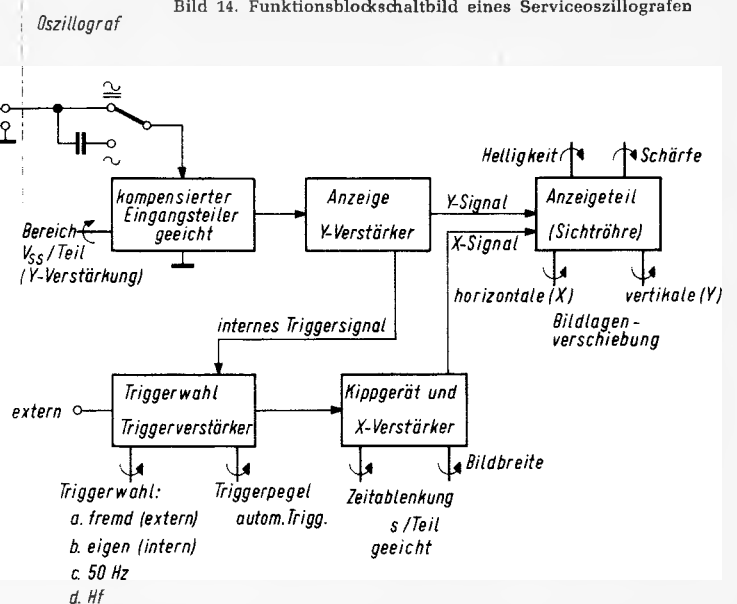 Bild 14. Funktionsblockschaltbild eines Serviceoszillografen
Oszillograf
Helligkeit
Schärfe
kompensierter
Eingangsteiler
geeicht
Anzeige
Y-Verstärker
Y-Signal
X-Signal
Anzeigeteil
(Sichtröhre)
Bereich
V_SS/Teil
(Y-Verstärkung)
horizontale (X)
vertikale (Y)
Bildlagen-
verschiebung
internes Triggersignal
extern
Triggerwahl
Triggerverstärker
Kippgerät und
X-Verstärker
Bildbreite
Triggerwahl:
a. fremd (extern)
b. eigen (intern)
c. 50 Hz
d. Hf
Triggerpegel
autom. Trigg.
Zeitablenkung
s/Teil
geeicht